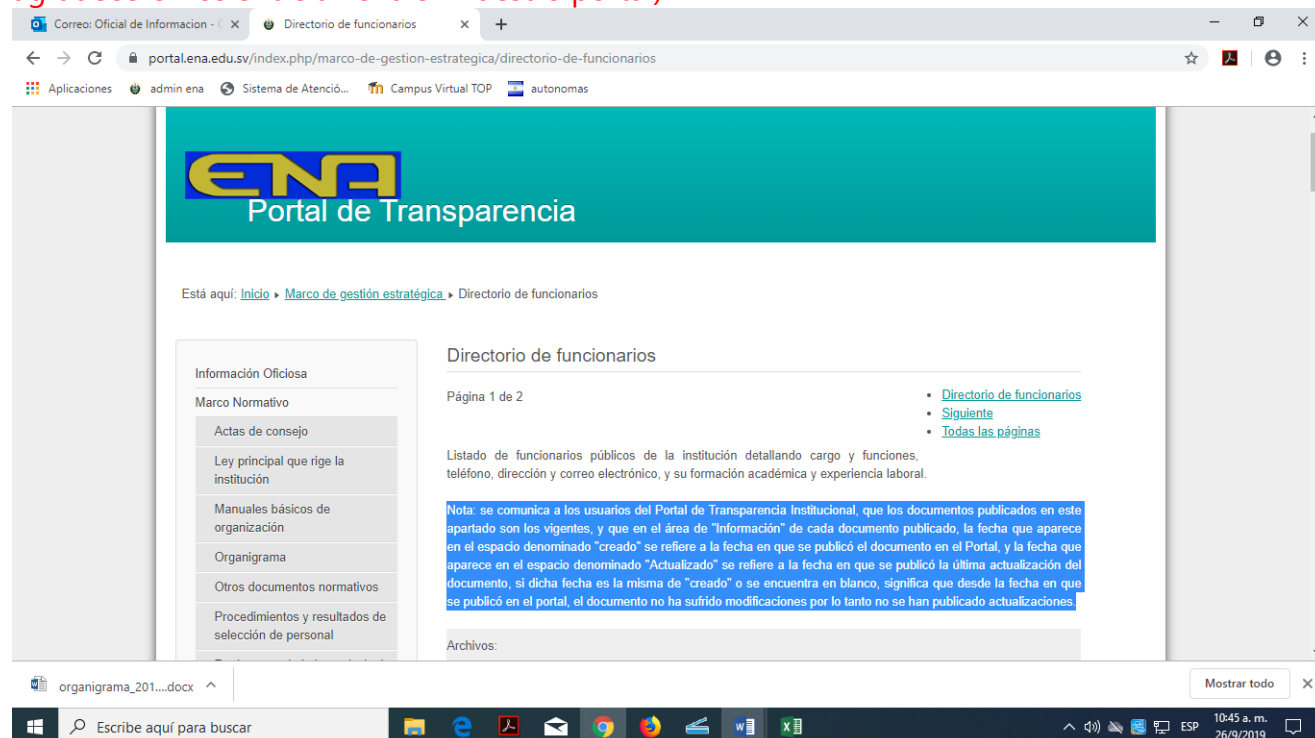 Correo: Oficial de Informacion - C
Directorio de funcionarios
portal.ena.edu.sv/index.php/marco-de-gestion-estrategica/directorio-de-funcionarios
Aplicaciones admin ena Sistema de Atenció... Campus Virtual TOP autonomas
ENA
Portal de Transparencia
Está aquí: Inicio ▸ Marco de gestión estratégica ▸ Directorio de funcionarios
Información Oficiosa
Marco Normativo
Actas de consejo
Ley principal que rige la
institución
Manuales básicos de
organización
Organigrama
Otros documentos normativos
Procedimientos y resultados de
selección de personal
Directorio de funcionarios
Página 1 de 2
• Directorio de funcionarios
• Siguiente
• Todas las páginas
Listado de funcionarios públicos de la institución detallando cargo y funciones,
teléfono, dirección y correo electrónico, y su formación académica y experiencia laboral.
Nota: se comunica a los usuarios del Portal de Transparencia Institucional, que los documentos publicados en este
apartado son los vigentes, y que en el área de "Información" de cada documento publicado, la fecha que aparece
en el espacio denominado "creado" se refiere a la fecha en que se publicó el documento en el Portal, y la fecha que
aparece en el espacio denominado "Actualizado" se refiere a la fecha en que se publicó la última actualización del
documento, si dicha fecha es la misma de "creado" o se encuentra en blanco, significa que desde la fecha en que
se publicó en el portal, el documento no ha sufrido modificaciones por lo tanto no se han publicado actualizaciones.
Archivos:
organigrama_201....docx
Mostrar todo
Escribe aquí para buscar
ESP
10:45 a. m.
26/9/2019